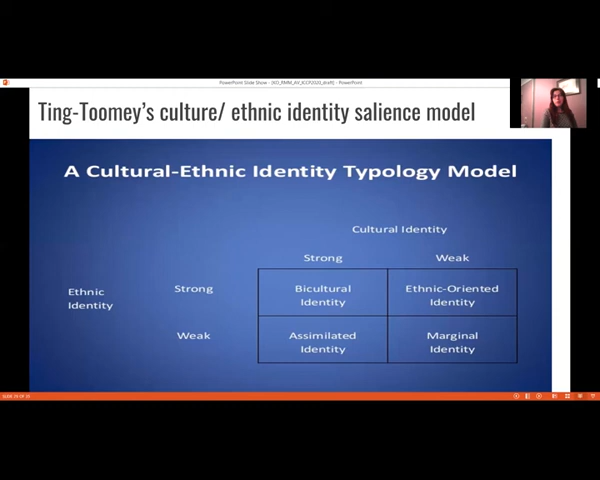 PowerPoint Slide Show - [KO_RMM_AV_ICCP2020_draft] - PowerPoint
Ting-Toomey's culture/ ethnic identity salience model
A Cultural-Ethnic Identity Typology Model
Cultural Identity
Strong Weak
Ethnic
Identity
Strong
Bicultural
Identity
Ethnic-Oriented
Identity
Weak
Assimilated
Identity
Marginal
Identity